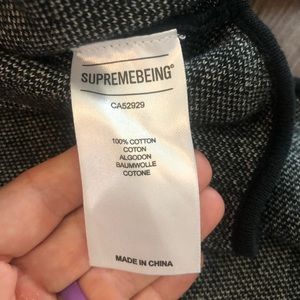 SUPREMEBEING®
CA52929
100% COTTON
COTON
ALGODON
BAUMWOLLE
COTONE
MADE IN CHINA